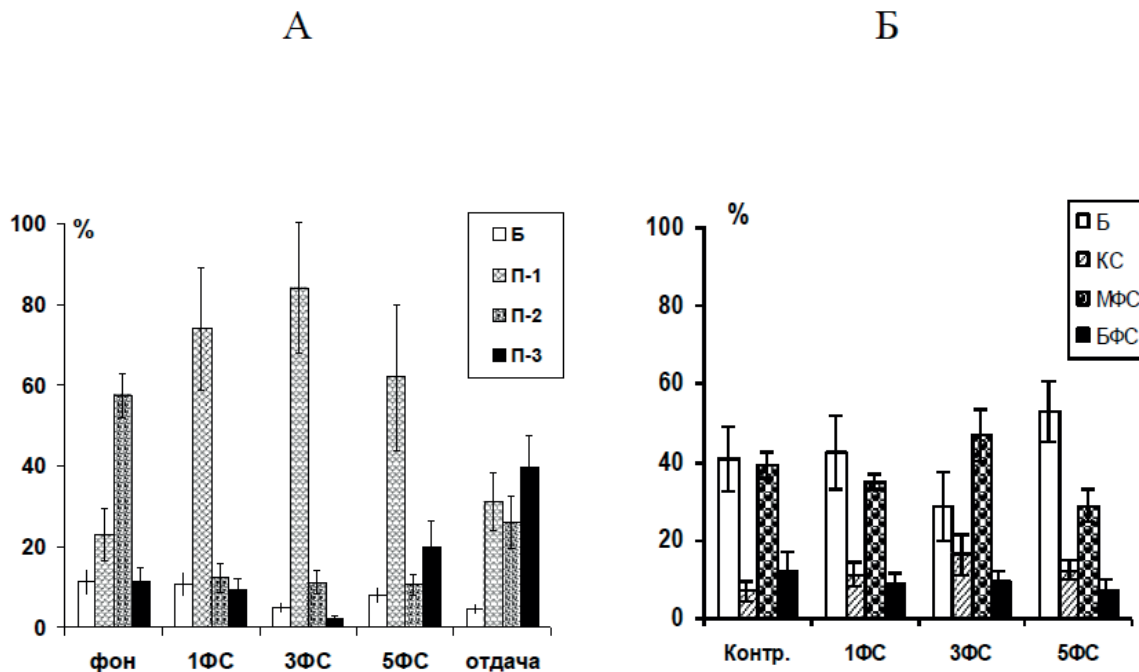 А
Б
100
%
80
60
40
20
0
фон 1ФС 3ФС 5ФС отдача
Б
П-1
П-2
П-3
100
%
80
60
40
20
0
Контр. 1ФС 3ФС 5ФС
Б
КС
МФС
БФС